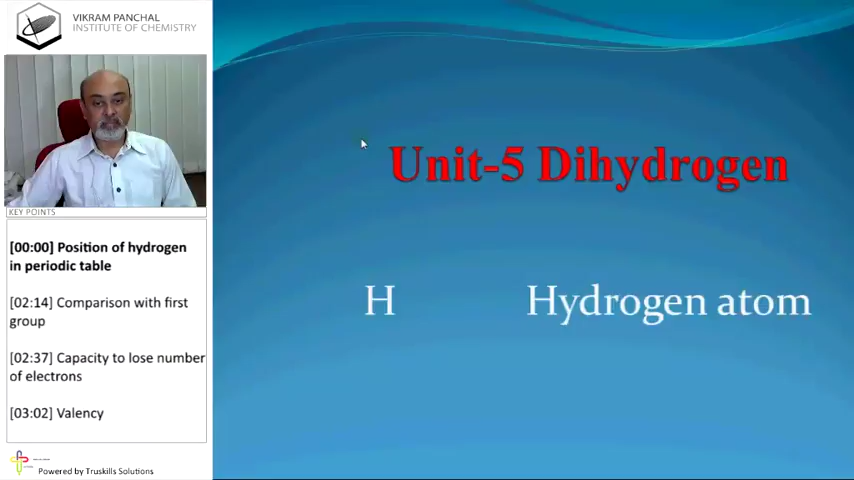 VIKRAM PANCHAL
INSTITUTE OF CHEMISTRY
KEY POINTS
[00:00] Position of hydrogen
in periodic table
[02:14] Comparison with first
group
[02:37] Capacity to lose number
of electrons
[03:02] Valency
Powered by Truskills Solutions
Unit-5 Dihydrogen
H Hydrogen atom